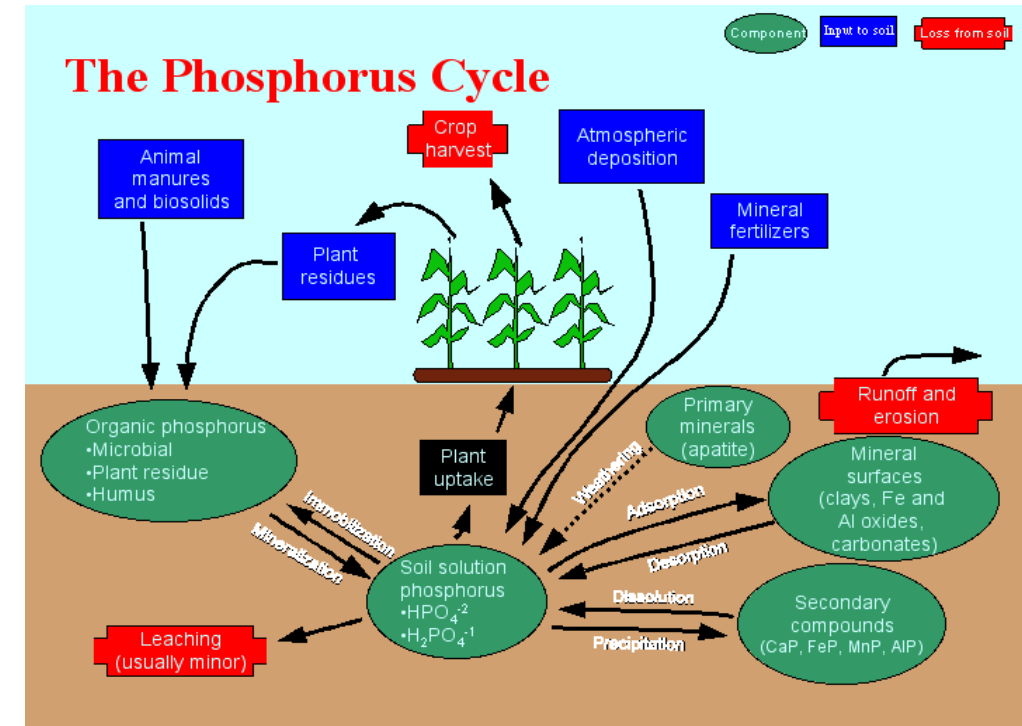 Component
Input to soil
Loss from soil
The Phosphorus Cycle
Crop
harvest
Atmospheric
deposition
Animal
manures
and biosolids
Mineral
fertilizers
Plant
residues
Runoff and
erosion
Primary
minerals
(apatite)
Organic phosphorus
•Microbial
•Plant residue
•Humus
Plant
uptake
Weathering
Mineral
surfaces
(clays, Fe and
Al oxides,
carbonates)
Immobilization
Mineralization
Adsorption
Desorption
Soil solution
phosphorus
•HPO₄⁻²
•H₂PO₄⁻¹
Dissolution
Precipitation
Secondary
compounds
(CaP, FeP, MnP, AlP)
Leaching
(usually minor)